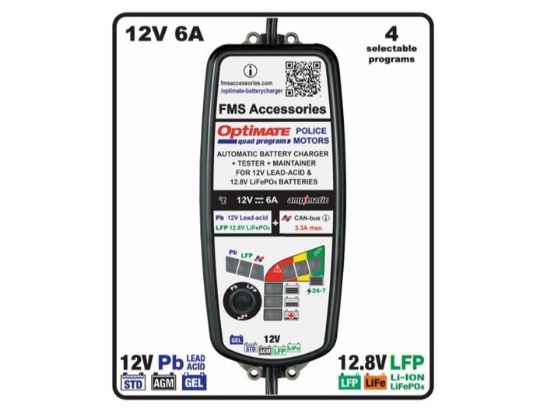 12V 6A
4
selectable
programs
fmsaccessories.com
/optimate-batterycharger
FMS Accessories
OPTIMATE POLICE
quad program MOTORS
AUTOMATIC BATTERY CHARGER
+ TESTER + MAINTAINER
FOR 12V LEAD-ACID &
12.8V LiFePO4 BATTERIES
12V 6A ampmatic
Pb 12V Lead-acid + CAN-bus
LFP 12.8V LiFePO4 3.3A max.
Pb LFP
Pb LFP
24-7
12V
GEL STD AGM LFP LiFe
12V Pb LEAD ACID
STD AGM GEL
12.8V LFP
LFP LiFe Li-ION
LiFePO4